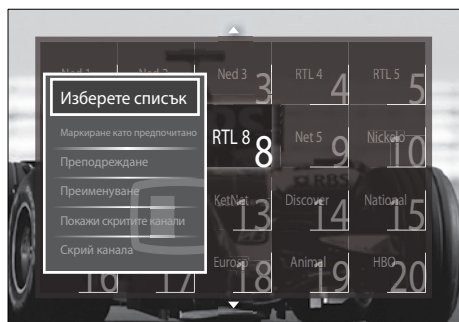 Ned 3 3
RTL 4 4
RTL 5 5
Изберете списък
Маркиране като предпочитано
RTL 8 8
Net 5 9
10
Преподреждане
Преименуване
KetNet 13
Discover 14
National 15
Покажи скритите канали
Скрий канала
16
17
18
Animal 19
HBO 20